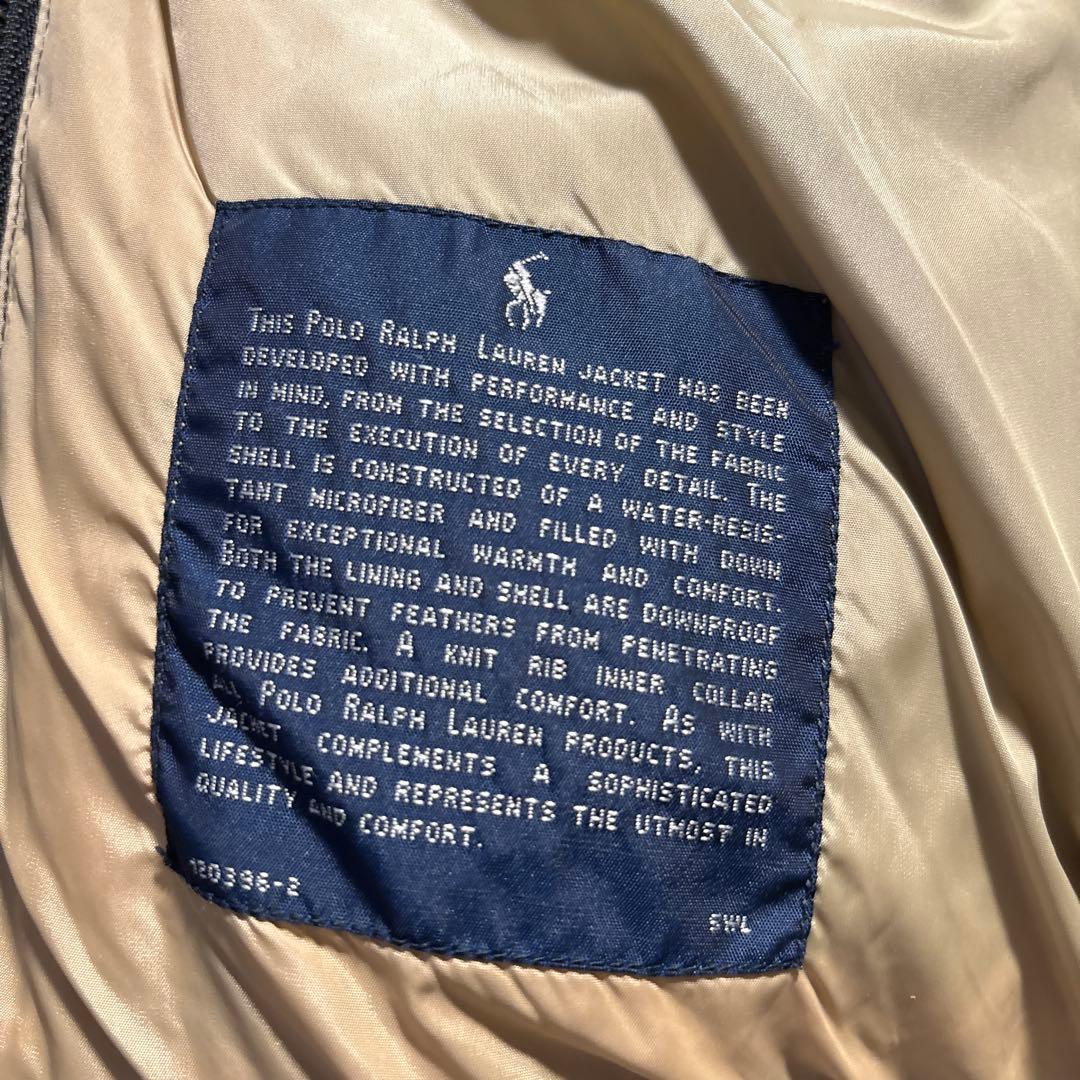 This Polo Ralph Lauren jacket has been
developed with performance and style
in mind, from the selection of the fabric
to the execution of every detail. The
shell is constructed of a water-resis-
tant microfiber and filled with down
for exceptional warmth and comfort.
Both the lining and shell are downproof
to prevent feathers from penetrating
the fabric. A knit rib inner collar
provides additional comfort. As with
all Polo Ralph Lauren products, this
jacket complements a sophisticated
lifestyle and represents the utmost in
quality and comfort.
120396-2
SWL